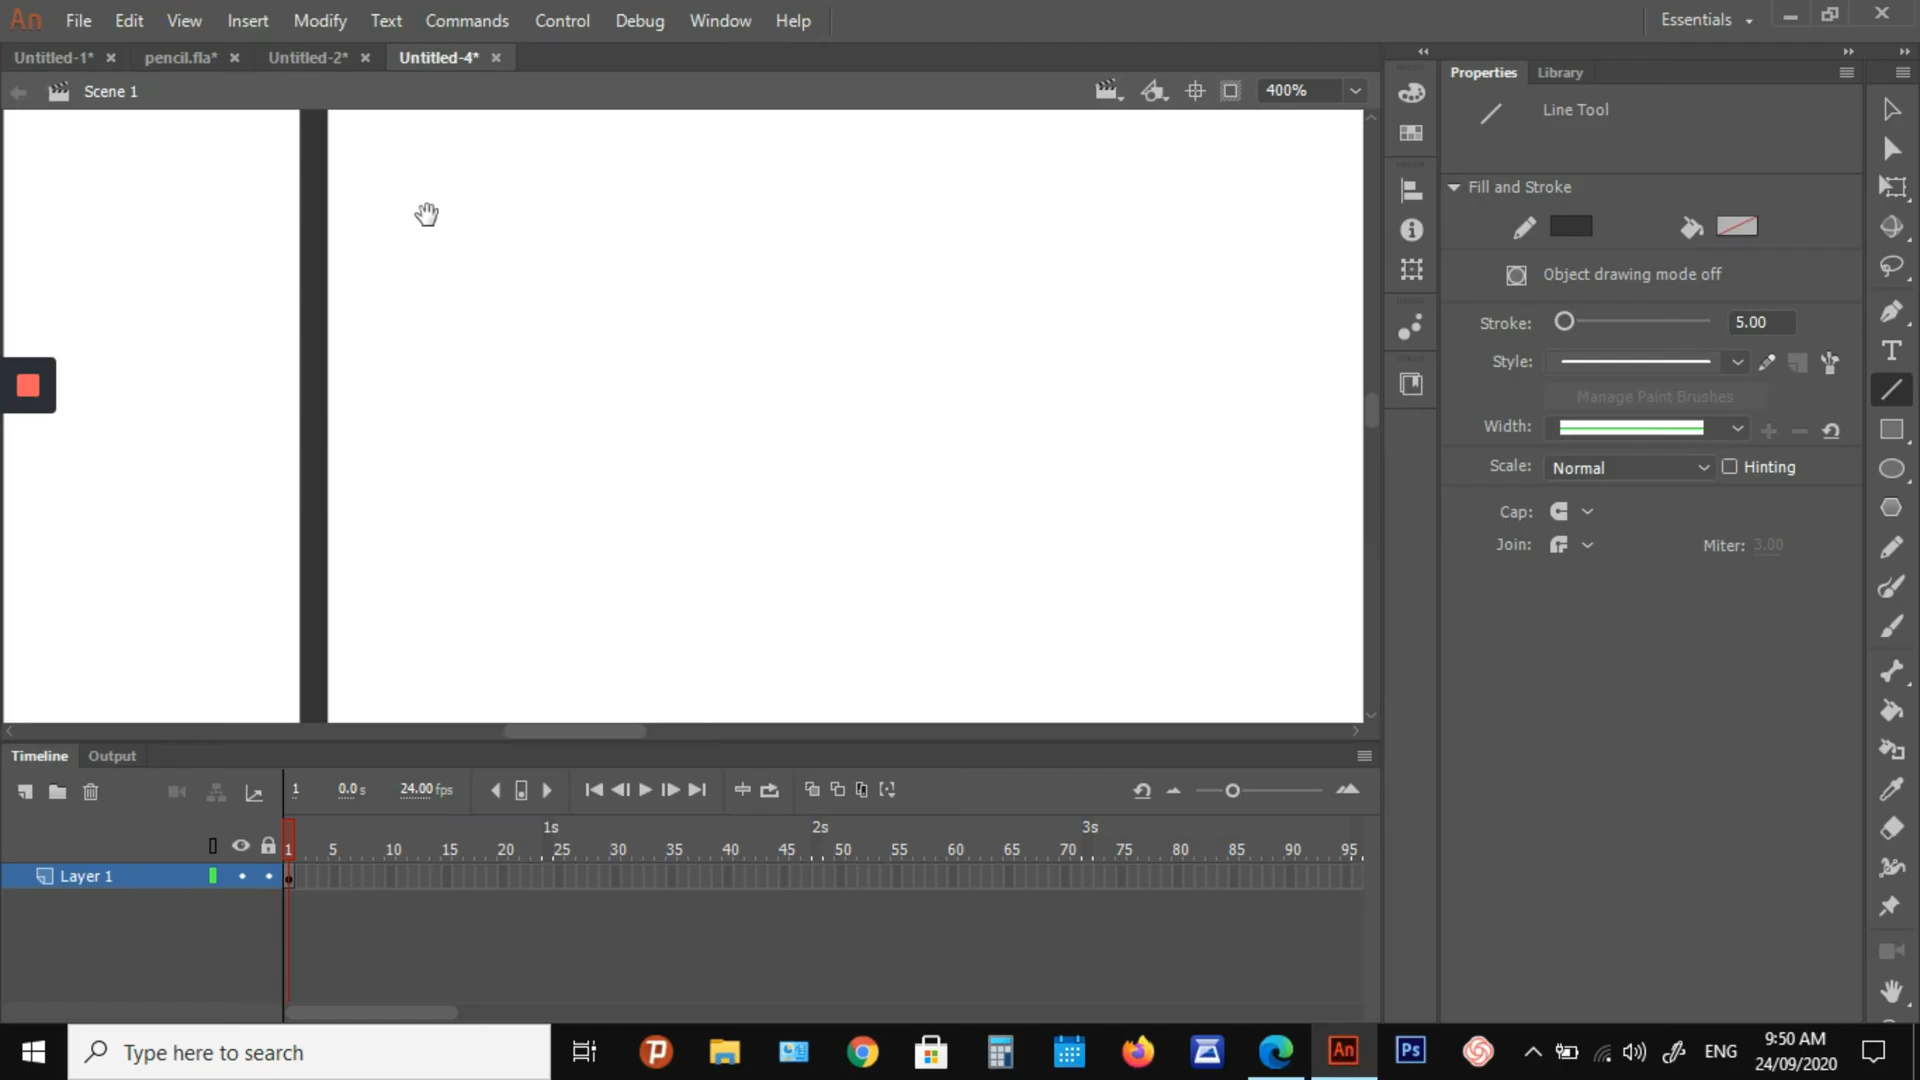 An File Edit View Insert Modify Text Commands Control Debug Window Help Essentials
Untitled-1* × pencil.fla* × Untitled-2* × Untitled-4* ×
Scene 1 400%
Properties Library
Line Tool
Fill and Stroke
Object drawing mode off
Stroke: 5.00
Style:
Manage Paint Brushes
Width:
Scale: Normal Hinting
Cap:
Join: Miter: 3.00
Timeline Output
1 0.0 s 24.00 fps
1s 2s 3s
1 5 10 15 20 25 30 35 40 45 50 55 60 65 70 75 80 85 90 95
Layer 1
Type here to search
An Ps ENG
9:50 AM
24/09/2020